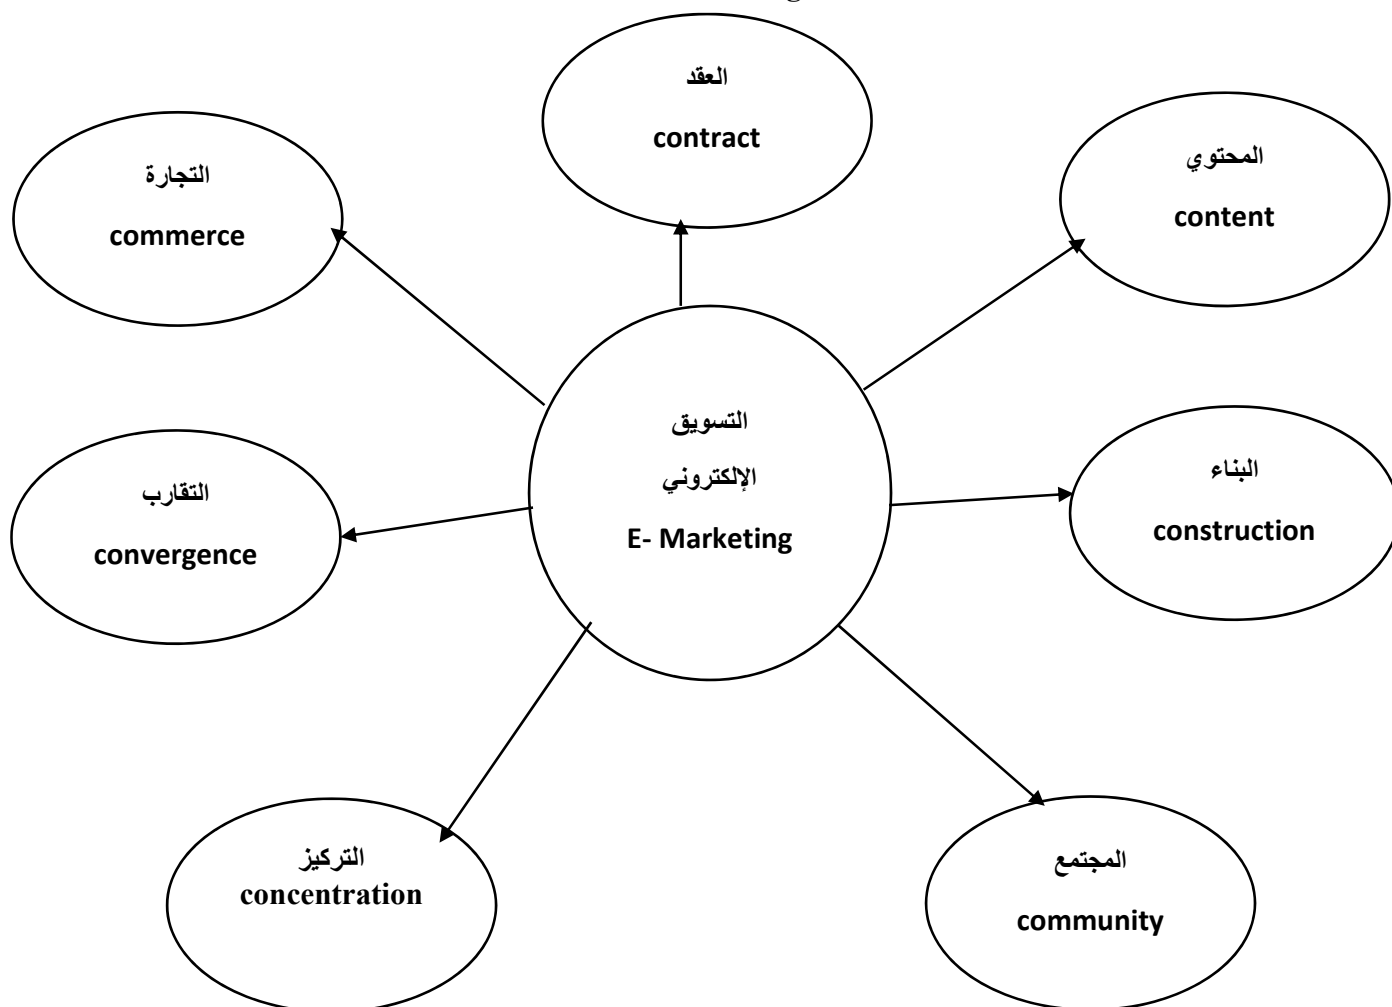 العقد
contract
المحتوي
content
التجارة
commerce
البناء
construction
التسويق
الإلكتروني
E- Marketing
التقارب
convergence
المجتمع
community
التركيز
concentration